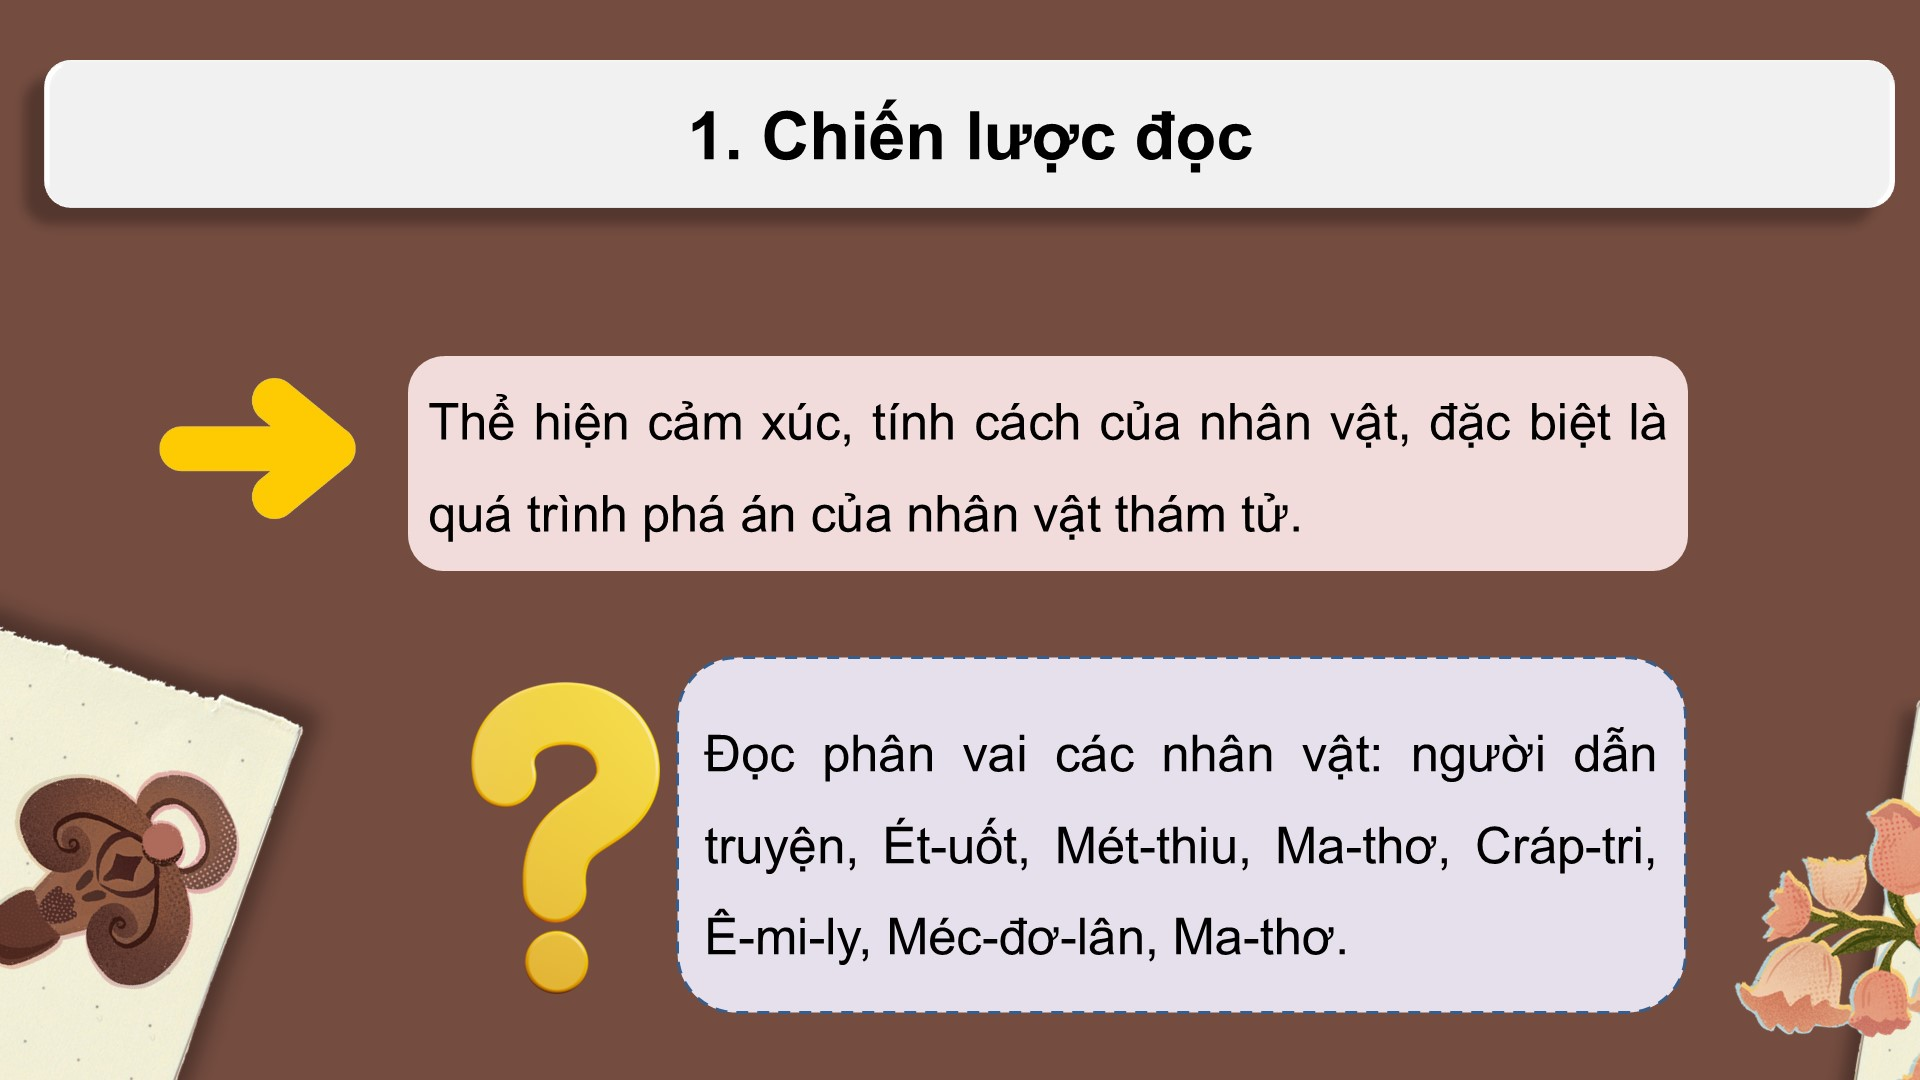 1. Chiến lược đọc
Thể hiện cảm xúc, tính cách của nhân vật, đặc biệt là
quá trình phá án của nhân vật thám tử.
Đọc phân vai các nhân vật: người dẫn
truyện, Ét-uốt, Mét-thiu, Ma-thơ, Cráp-tri,
Ê-mi-ly, Méc-đơ-lân, Ma-thơ.